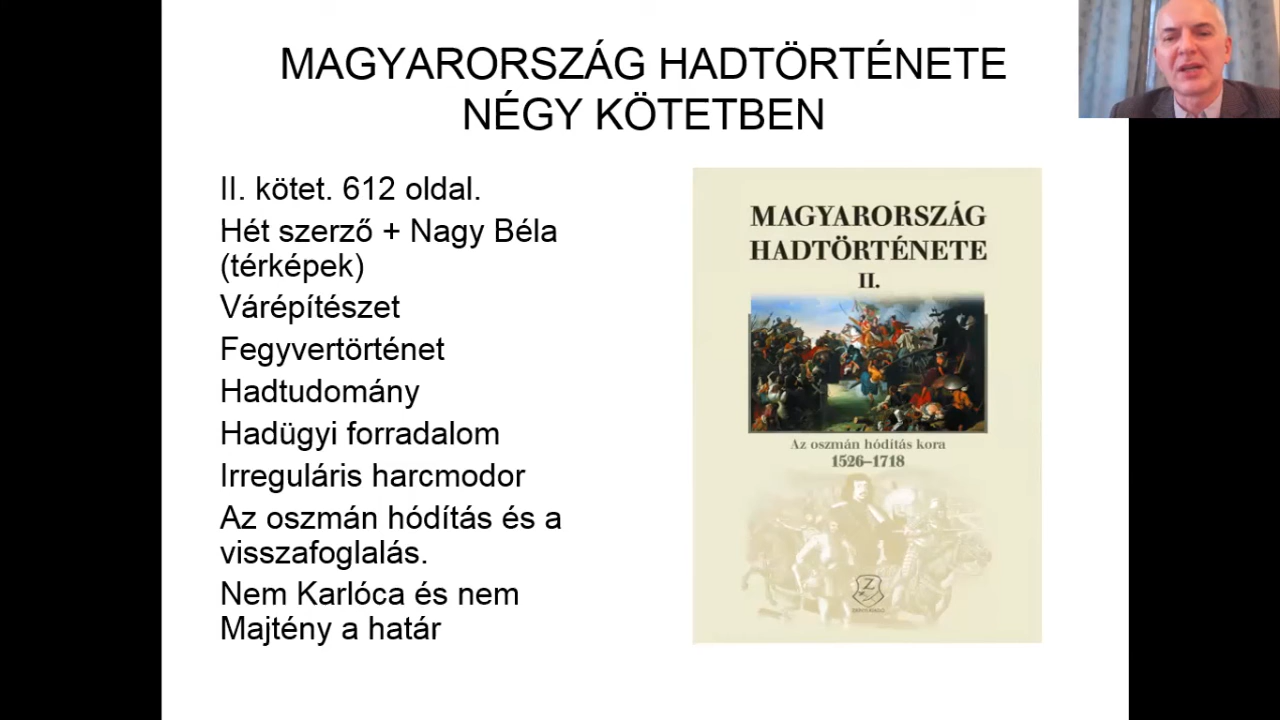 MAGYARORSZÁG HADTÖRTÉNETE
NÉGY KÖTETBEN
II. kötet. 612 oldal.
Hét szerző + Nagy Béla
(térképek)
Várépítészet
Fegyvertörténet
Hadtudomány
Hadügyi forradalom
Irreguláris harcmodor
Az oszmán hódítás és a
visszafoglalás.
Nem Karlóca és nem
Majtény a határ
MAGYARORSZÁG
HADTÖRTÉNETE
II.
Az oszmán hódítás kora
1526–1718
Z